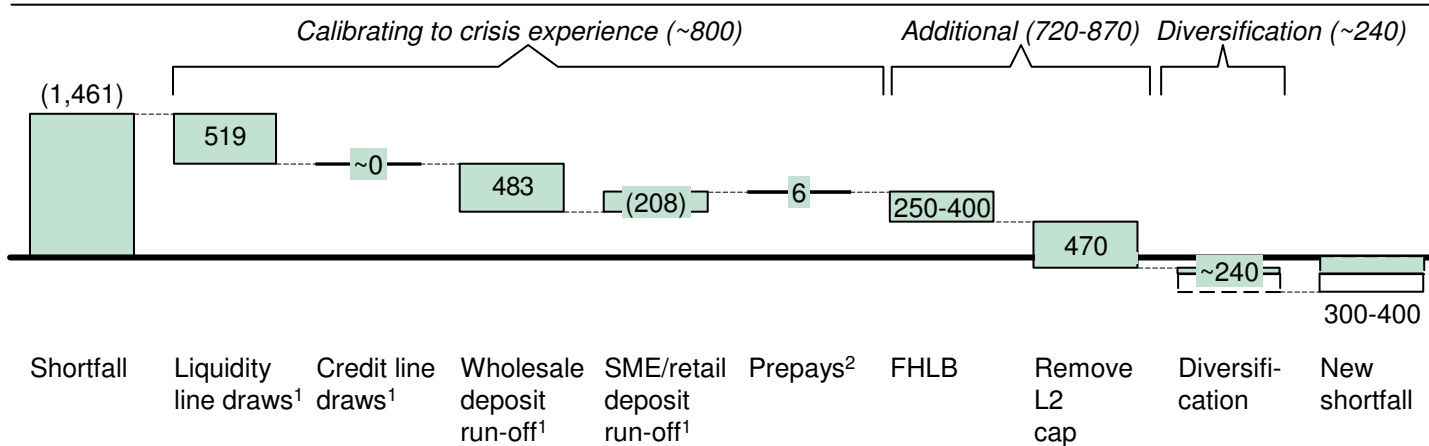 Calibrating to crisis experience (~800)
Additional (720-870)
Diversification (~240)
(1,461)
519
~0
483
(208)
6
250-400
470
~240
300-400
Shortfall
Liquidity
line draws¹
Credit line
draws¹
Wholesale
deposit
run-off¹
SME/retail
deposit
run-off¹
Prepays²
FHLB
Remove
L2
cap
Diversifi-
cation
New
shortfall